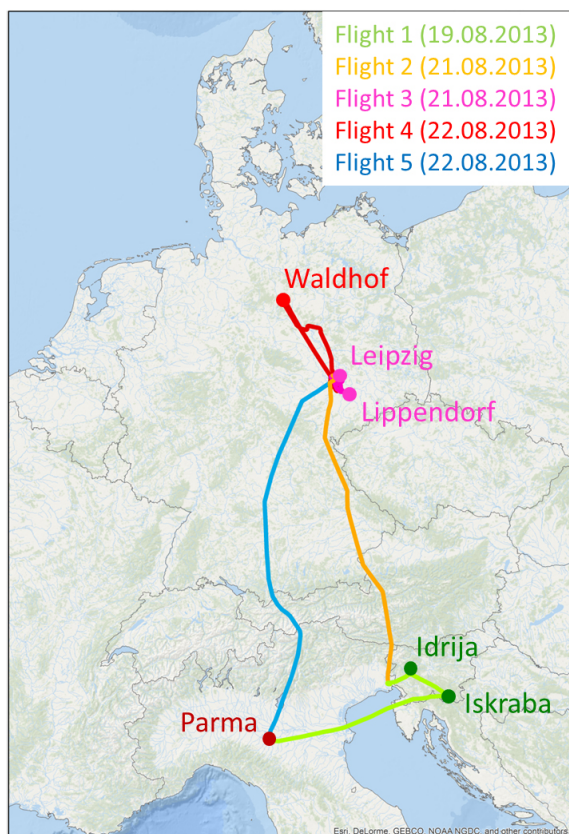 Flight 1 (19.08.2013)
Flight 2 (21.08.2013)
Flight 3 (21.08.2013)
Flight 4 (22.08.2013)
Flight 5 (22.08.2013)
Waldhof
Leipzig
Lippendorf
Idrija
Iskraba
Parma
Esri, DeLorme, GEBCO, NOAA NGDC, and other contributors